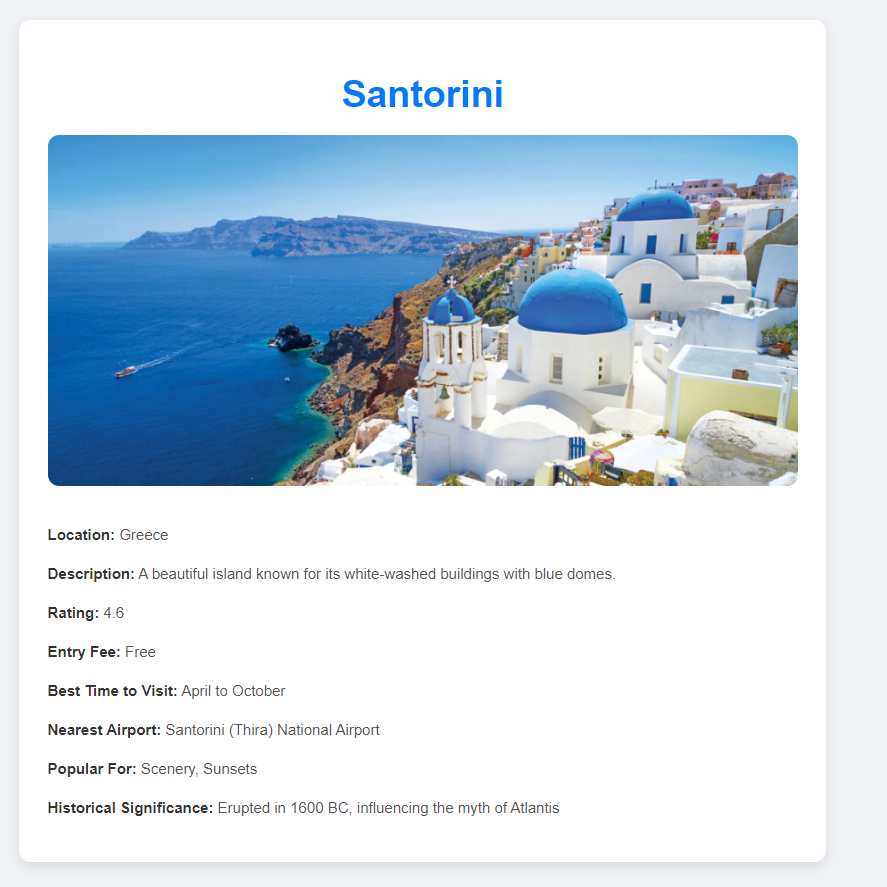 Santorini
Location: Greece
Description: A beautiful island known for its white-washed buildings with blue domes.
Rating: 4.6
Entry Fee: Free
Best Time to Visit: April to October
Nearest Airport: Santorini (Thira) National Airport
Popular For: Scenery, Sunsets
Historical Significance: Erupted in 1600 BC, influencing the myth of Atlantis